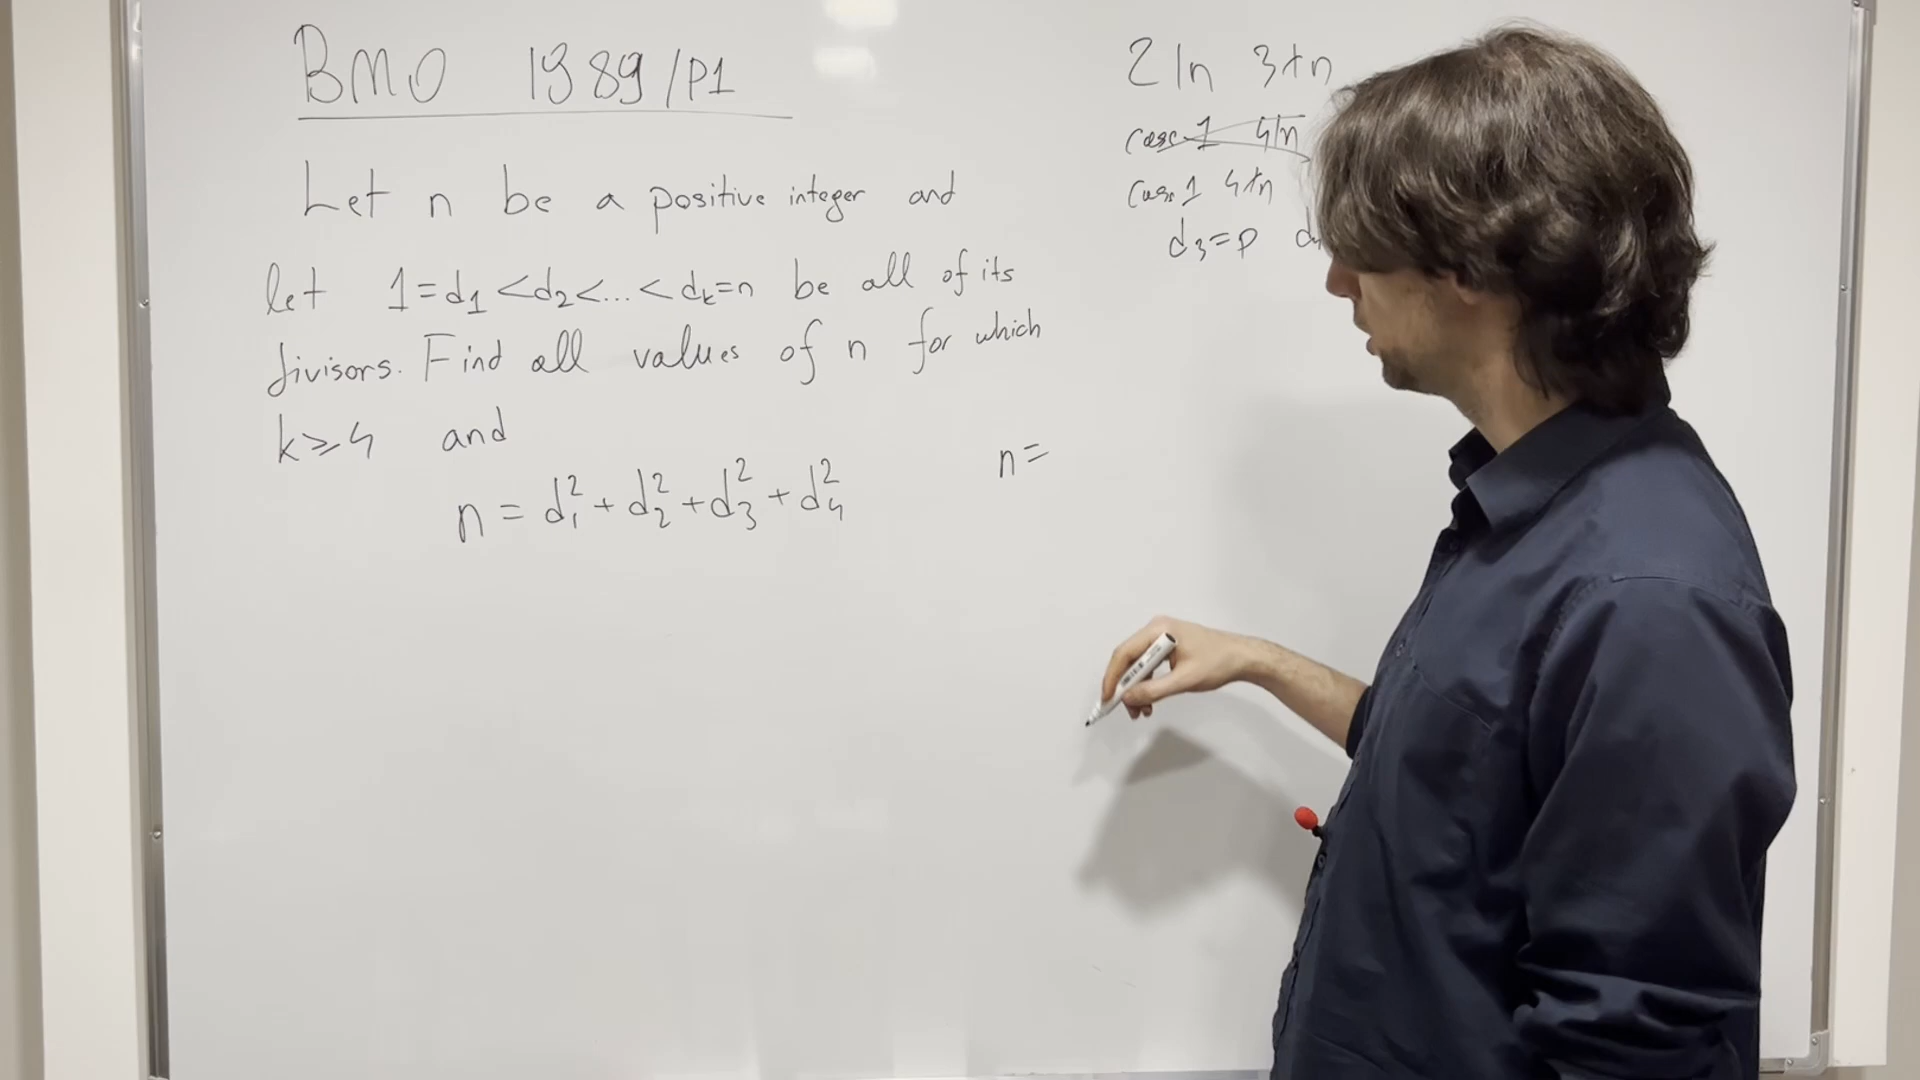 BMO 1989/P1
Let n be a positive integer and
let 1=d₁<d₂<...<dₖ=n be all of its
divisors. Find all values of n for which
k⩾4 and
n = d₁² + d₂² + d₃² + d₄²
n=
2|n 3∤n
case 1 4|n
Case 1 4∤n
d₃=p